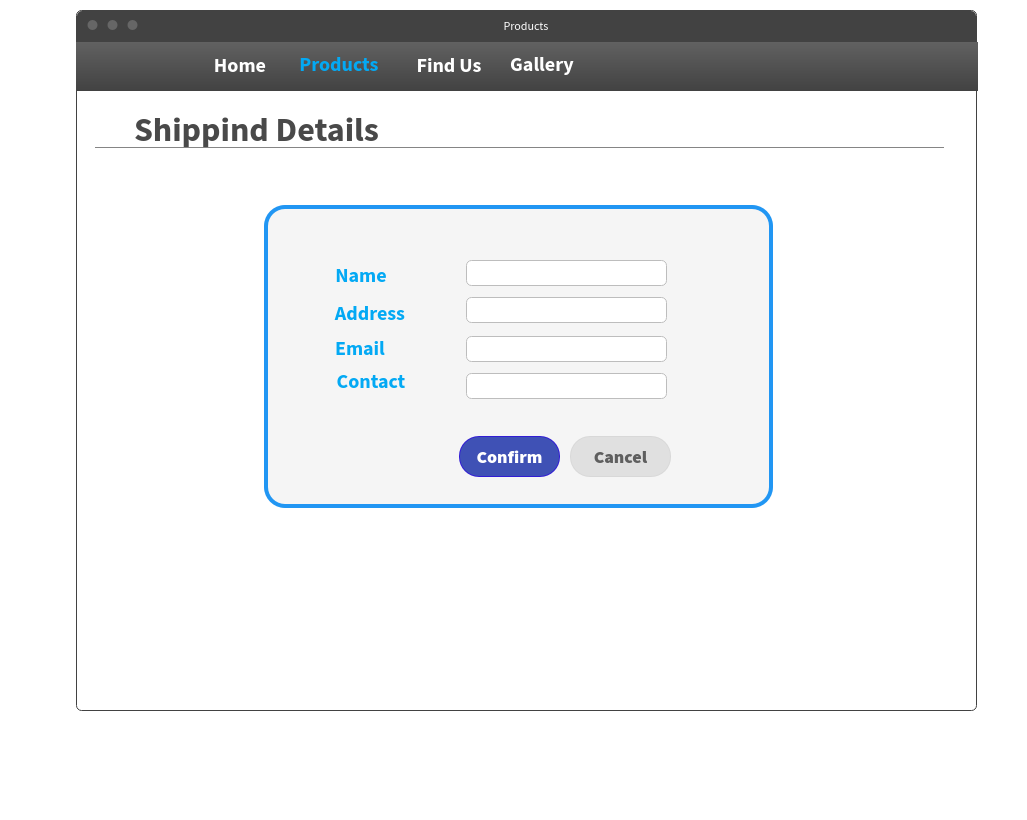 Products
Home Products Find Us Gallery
Shippind Details
Name
Address
Email
Contact
Confirm Cancel